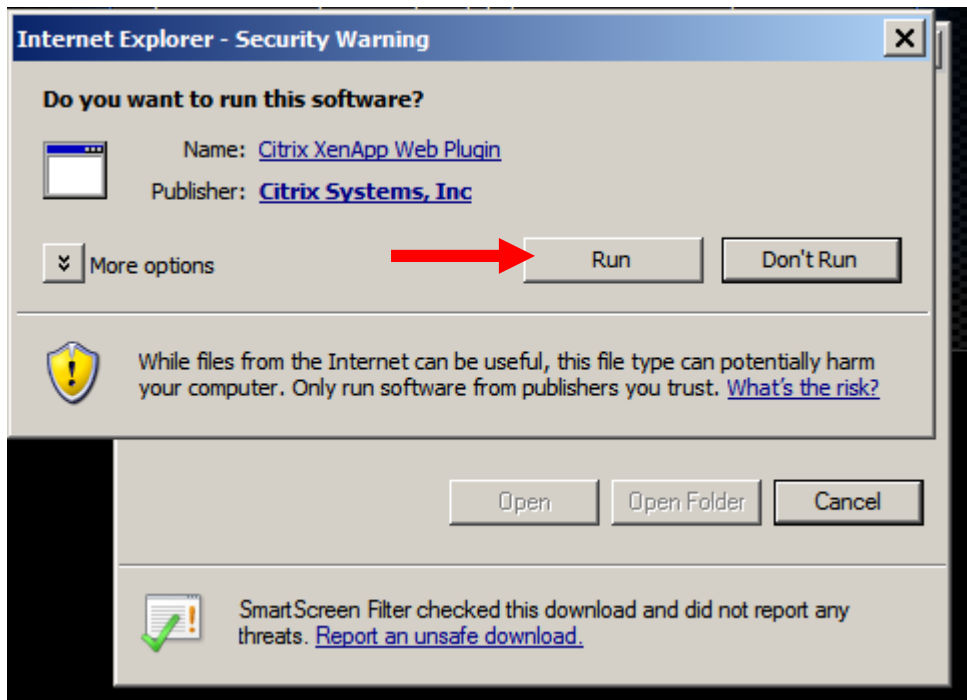 Internet Explorer - Security Warning
Do you want to run this software?
Name: Citrix XenApp Web Plugin
Publisher: Citrix Systems, Inc
More options
Run
Don't Run
While files from the Internet can be useful, this file type can potentially harm
your computer. Only run software from publishers you trust. What's the risk?
Open
Open Folder
Cancel
SmartScreen Filter checked this download and did not report any
threats. Report an unsafe download.